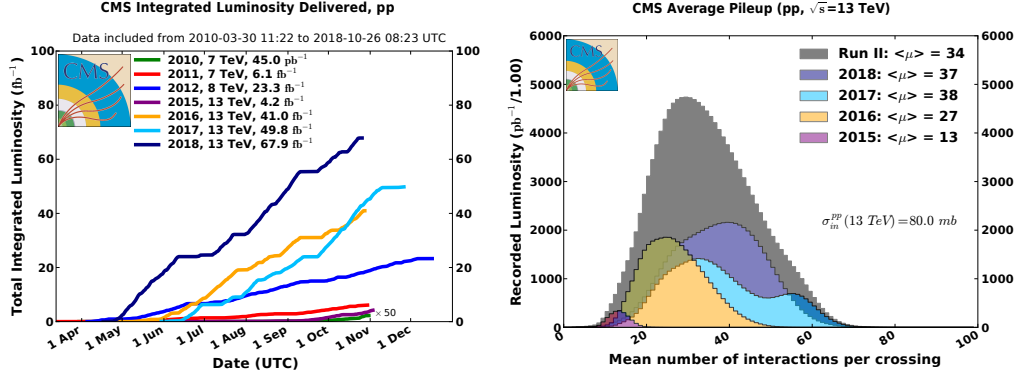 CMS Integrated Luminosity Delivered, pp
Data included from 2010-03-30 11:22 to 2018-10-26 08:23 UTC
CMS
2010, 7 TeV, 45.0 pb⁻¹
2011, 7 TeV, 6.1 fb⁻¹
2012, 8 TeV, 23.3 fb⁻¹
2015, 13 TeV, 4.2 fb⁻¹
2016, 13 TeV, 41.0 fb⁻¹
2017, 13 TeV, 49.8 fb⁻¹
2018, 13 TeV, 67.9 fb⁻¹
Total Integrated Luminosity (fb⁻¹)
100
80
60
40
20
0
100
80
60
40
20
0
× 50
1 Apr
1 May
1 Jun
1 Jul
1 Aug
1 Sep
1 Oct
1 Nov
1 Dec
Date (UTC)
CMS Average Pileup (pp, √s=13 TeV)
CMS
Run II: <μ> = 34
2018: <μ> = 37
2017: <μ> = 38
2016: <μ> = 27
2015: <μ> = 13
σ_in^pp(13 TeV)=80.0 mb
Recorded Luminosity (pb⁻¹/1.00)
6000
5000
4000
3000
2000
1000
0
6000
5000
4000
3000
2000
1000
0
0
20
40
60
80
100
Mean number of interactions per crossing